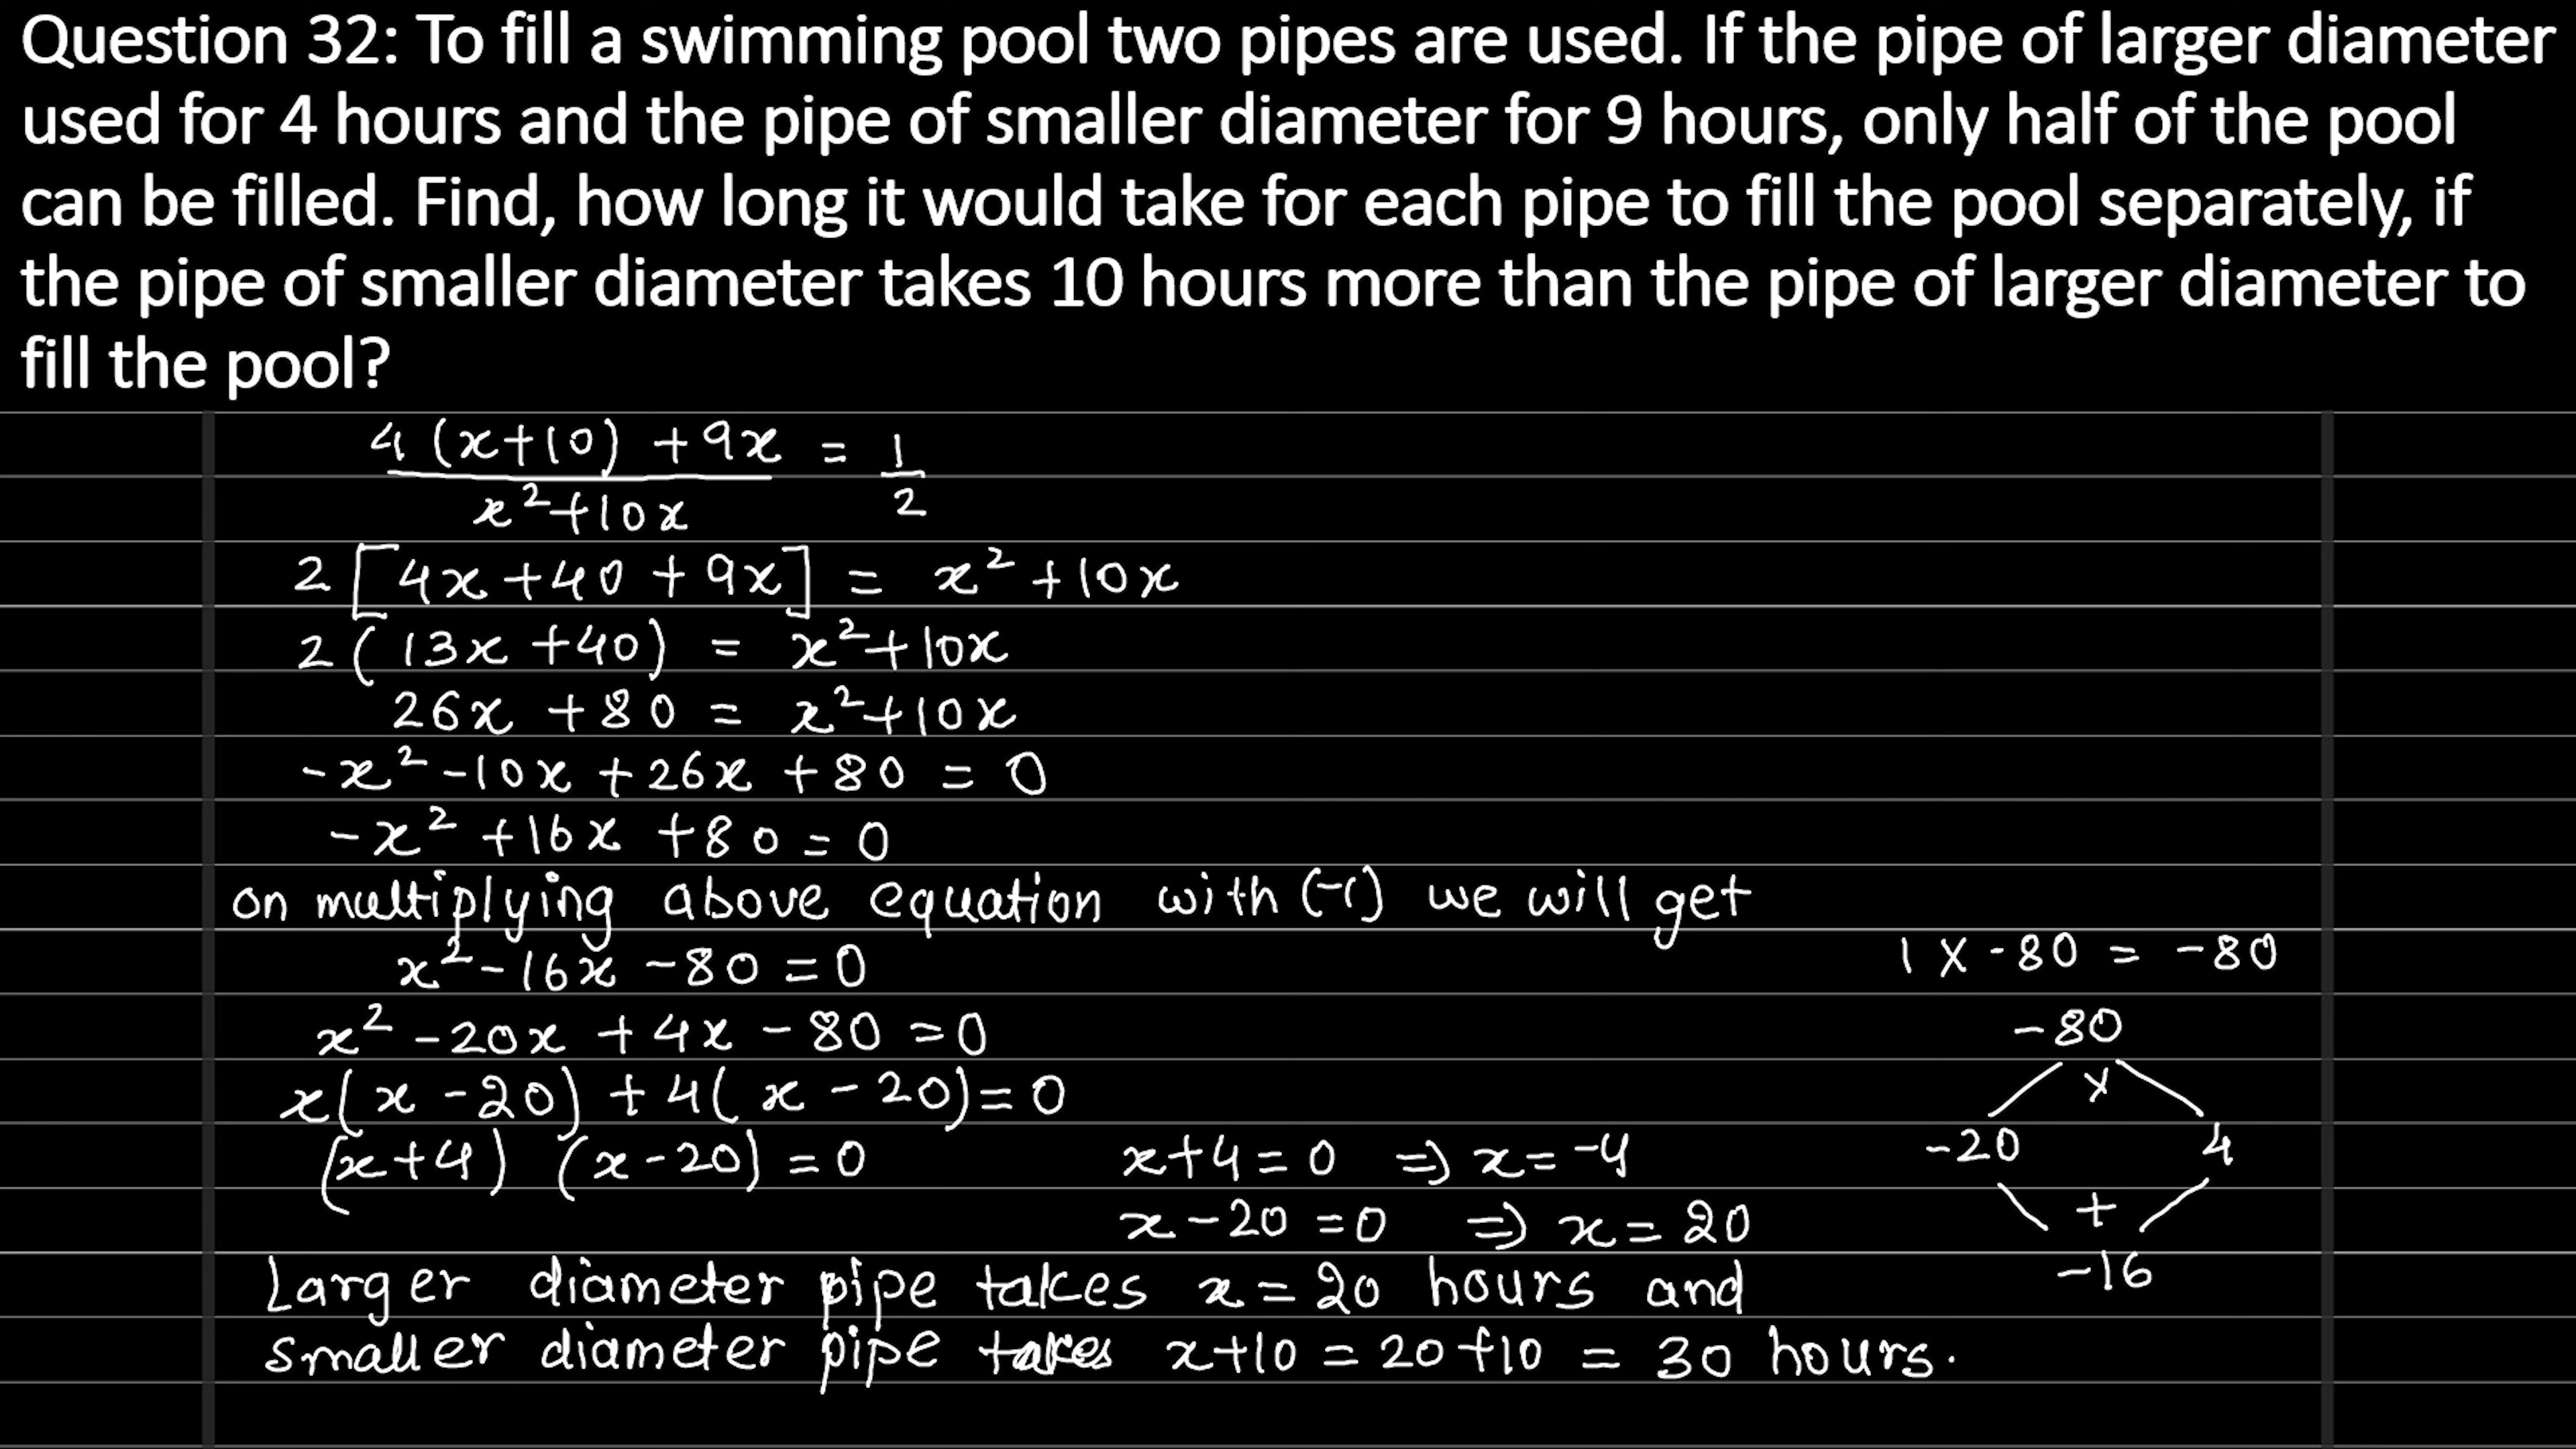 Question 32: To fill a swimming pool two pipes are used. If the pipe of larger diameter
used for 4 hours and the pipe of smaller diameter for 9 hours, only half of the pool
can be filled. Find, how long it would take for each pipe to fill the pool separately, if
the pipe of smaller diameter takes 10 hours more than the pipe of larger diameter to
fill the pool?
4 (x+10) + 9x / x²+10x = 1/2
2 [4x + 40 + 9x] = x² + 10x
2 (13x + 40) = x² + 10x
26x + 80 = x² + 10x
-x² - 10x + 26x + 80 = 0
-x² + 16x + 80 = 0
on multiplying above equation with (-1) we will get
x² - 16x - 80 = 0
x² - 20x + 4x - 80 = 0
x(x - 20) + 4(x - 20) = 0
(x+4) (x-20) = 0
x+4 = 0 ⇒ x = -4
x - 20 = 0 ⇒ x = 20
1 X -80 = -80
-80
x
-20 4
+
-16
Larger diameter pipe takes x = 20 hours and
smaller diameter pipe takes x+10 = 20+10 = 30 hours.